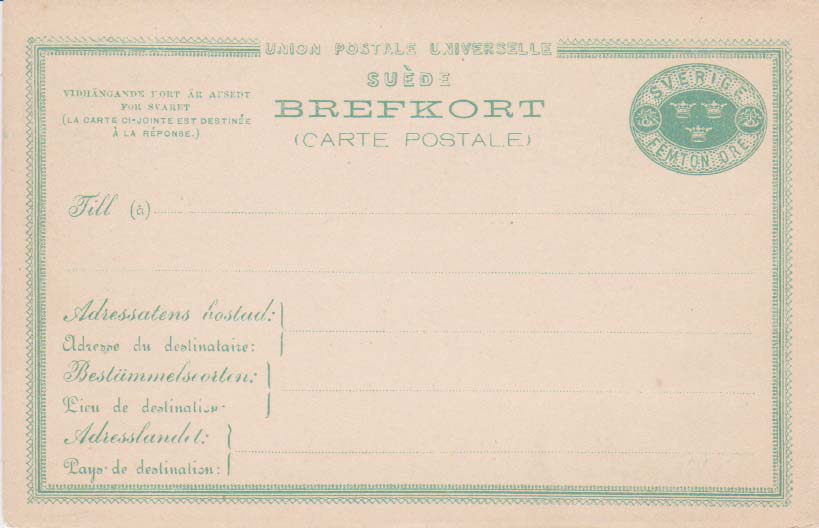 UNION POSTALE UNIVERSELLE
SUÈDE
BREFKORT
(CARTE POSTALE)
VIDHÄNGANDE KORT ÄR AFSEDT
FÖR SVARET
(LA CARTE CI-JOINTE EST DESTINÉE
À LA RÉPONSE.)
SVERIGE
FEMTON ÖRE
Till (à)
Adressatens bostad:
Adresse du destinataire:
Bestämmelseorten:
Lieu de destination:
Adresslandet:
Pays de destination: